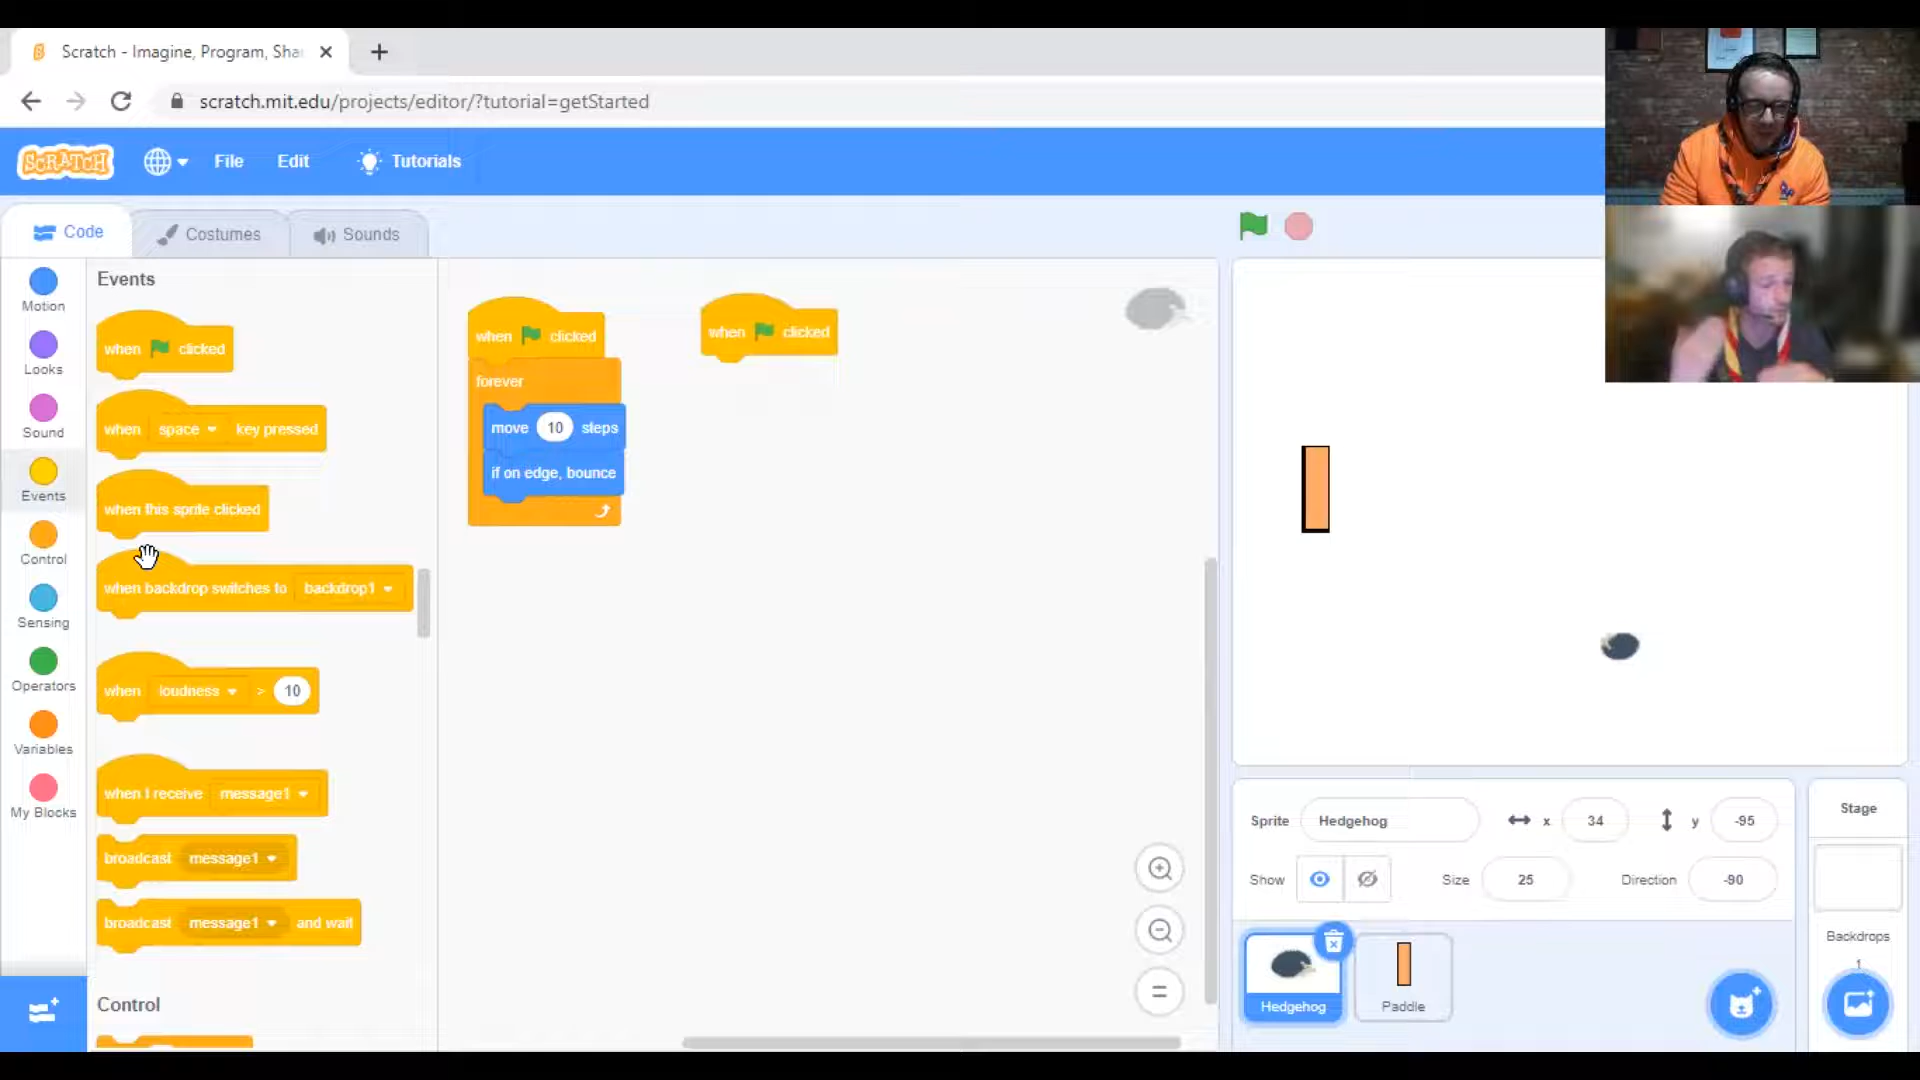 Scratch - Imagine, Program, Sha
scratch.mit.edu/projects/editor/?tutorial=getStarted
SCRATCH File Edit Tutorials
Code Costumes Sounds
Motion
Looks
Sound
Events
Control
Sensing
Operators
Variables
My Blocks
Events
when clicked
when space key pressed
when this sprite clicked
when backdrop switches to backdrop1
when loudness > 10
when I receive message1
broadcast message1
broadcast message1 and wait
Control
when clicked
forever
move 10 steps
if on edge, bounce
when clicked
Sprite Hedgehog x 34 y -95
Show Size 25 Direction -90
Hedgehog
Paddle
Stage
Backdrops
1